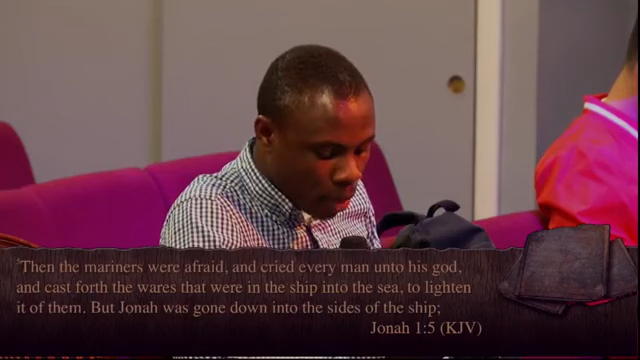 5Then the mariners were afraid, and cried every man unto his god,
and cast forth the wares that were in the ship into the sea, to lighten
it of them. But Jonah was gone down into the sides of the ship;
Jonah 1:5 (KJV)